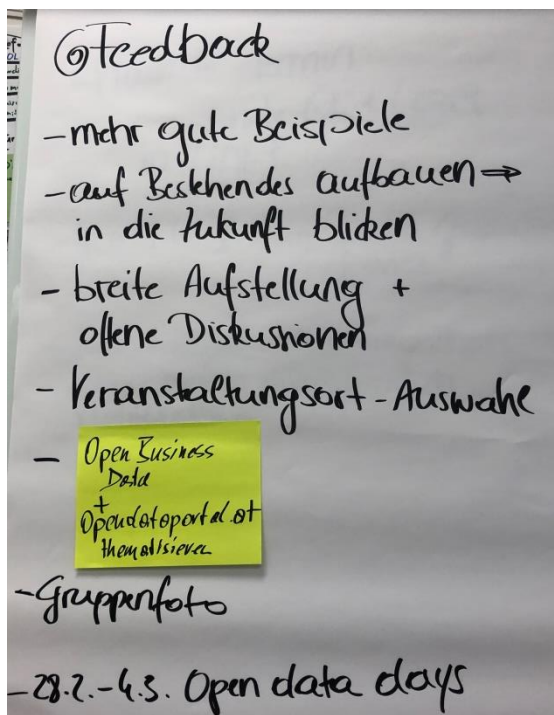 ⑥ Feedback
- mehr gute Beispiele
- auf Bestehendes aufbauen ⇒
in die Zukunft blicken
- breite Aufstellung +
offene Diskussionen
- Veranstaltungsort - Auswahl
- Open Business
Data
+
Opendataportal.at
thematisieren
- Gruppenfoto
- 28.2.-4.3. Open data days